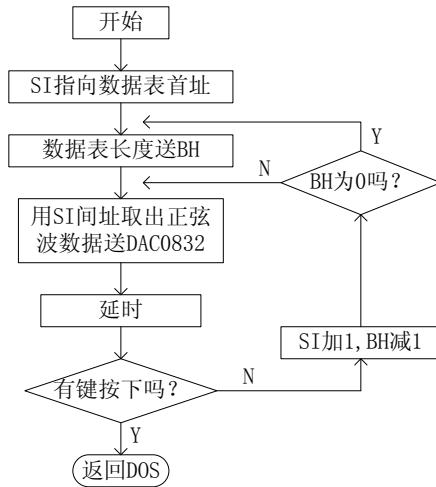 开始
SI指向数据表首址
Y
数据表长度送BH
N
BH为0吗？
用SI间址取出正弦
波数据送DAC0832
延时
SI加1,BH减1
有键按下吗？
N
Y
返回DOS